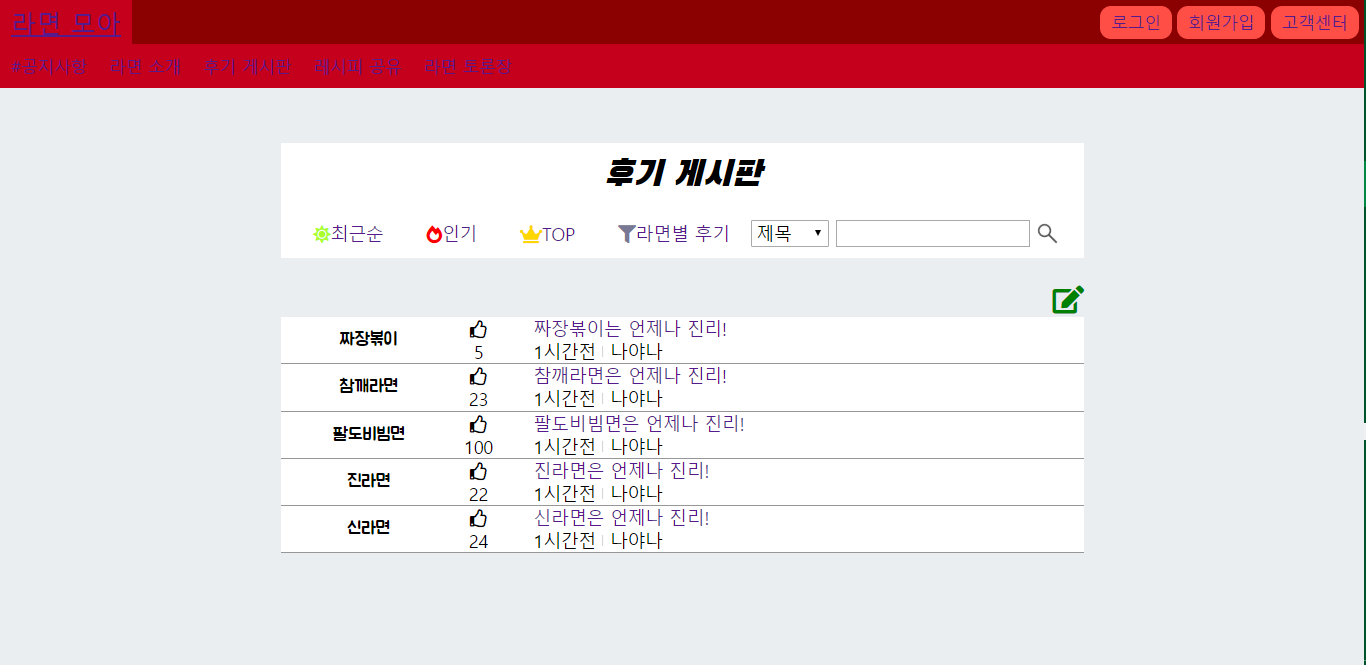 라면 모아
로그인 회원가입 고객센터
#공지사항 라면 소개 후기 게시판 레시피 공유 라면 토론장
후기 게시판
최근순 인기 TOP 라면별 후기 제목
짜장볶이 5 짜장볶이는 언제나 진리!
1시간전 | 나야나
참깨라면 23 참깨라면은 언제나 진리!
1시간전 | 나야나
팔도비빔면 100 팔도비빔면은 언제나 진리!
1시간전 | 나야나
진라면 22 진라면은 언제나 진리!
1시간전 | 나야나
신라면 24 신라면은 언제나 진리!
1시간전 | 나야나